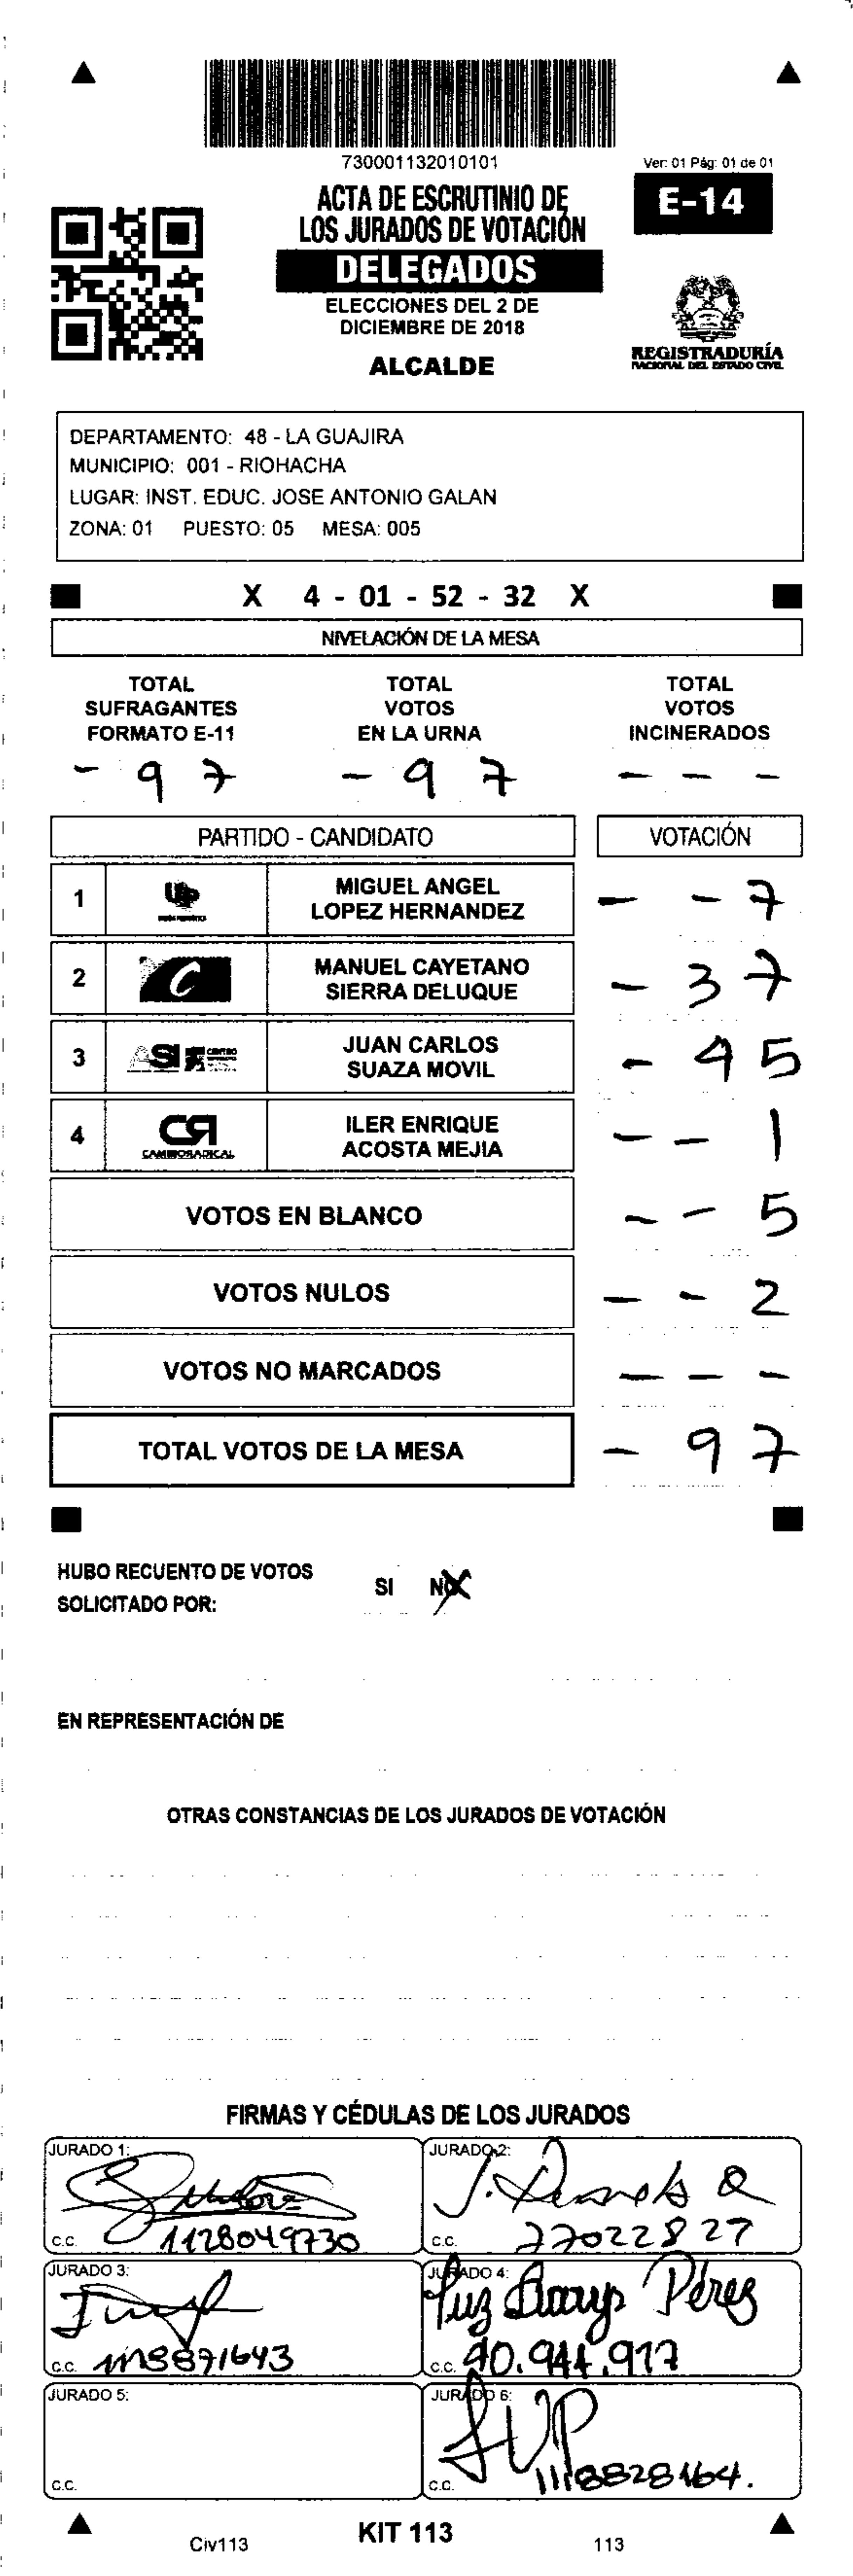 730001132010101
Ver: 01 Pág: 01 de 01
ACTA DE ESCRUTINIO DE
LOS JURADOS DE VOTACIÓN
E-14
DELEGADOS
ELECCIONES DEL 2 DE
DICIEMBRE DE 2018
ALCALDE
REGISTRADURÍA
NACIONAL DEL ESTADO CIVIL
DEPARTAMENTO: 48 - LA GUAJIRA
MUNICIPIO: 001 - RIOHACHA
LUGAR: INST. EDUC. JOSE ANTONIO GALAN
ZONA: 01 PUESTO: 05 MESA: 005
X 4 - 01 - 52 - 32 X
NIVELACIÓN DE LA MESA
TOTAL SUFRAGANTES FORMATO E-11
TOTAL VOTOS EN LA URNA
TOTAL VOTOS INCINERADOS
- 9 7 - 9 7 - - -
PARTIDO - CANDIDATO VOTACIÓN
1 UP MIGUEL ANGEL LOPEZ HERNANDEZ - - 7
2 C MANUEL CAYETANO SIERRA DELUQUE - 3 7
3 ASI JUAN CARLOS SUAZA MOVIL - 4 5
4 CR CAMBIO RADICAL ILER ENRIQUE ACOSTA MEJIA - - 1
VOTOS EN BLANCO - - 5
VOTOS NULOS - - 2
VOTOS NO MARCADOS - - -
TOTAL VOTOS DE LA MESA - 9 7
HUBO RECUENTO DE VOTOS SI NO X
SOLICITADO POR:
EN REPRESENTACIÓN DE
OTRAS CONSTANCIAS DE LOS JURADOS DE VOTACIÓN
FIRMAS Y CÉDULAS DE LOS JURADOS
JURADO 1:
C.C. 1128049730
JURADO 2:
C.C. 77022827
JURADO 3:
C.C.
JURADO 4:
Luz Pérez
C.C. 40.944.917
JURADO 5:
C.C.
JURADO 6:
C.C. 1118828164.
Civ113
KIT 113
113